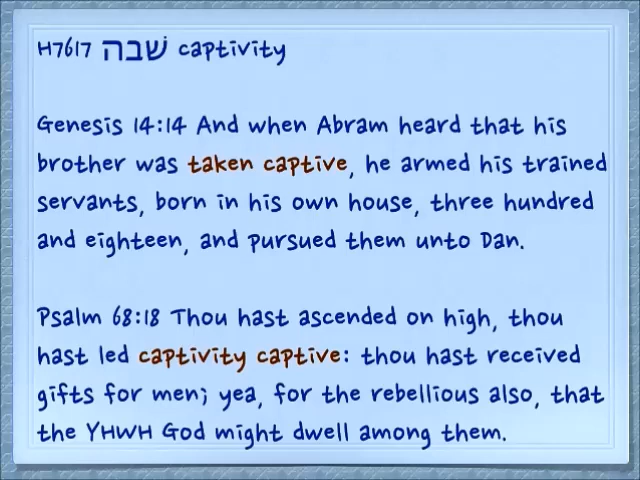 H7617 שׁבה captivity
Genesis 14:14 And when Abram heard that his
brother was taken captive, he armed his trained
servants, born in his own house, three hundred
and eighteen, and pursued them unto Dan.
Psalm 68:18 Thou hast ascended on high, thou
hast led captivity captive: thou hast received
gifts for men; yea, for the rebellious also, that
the YHWH God might dwell among them.